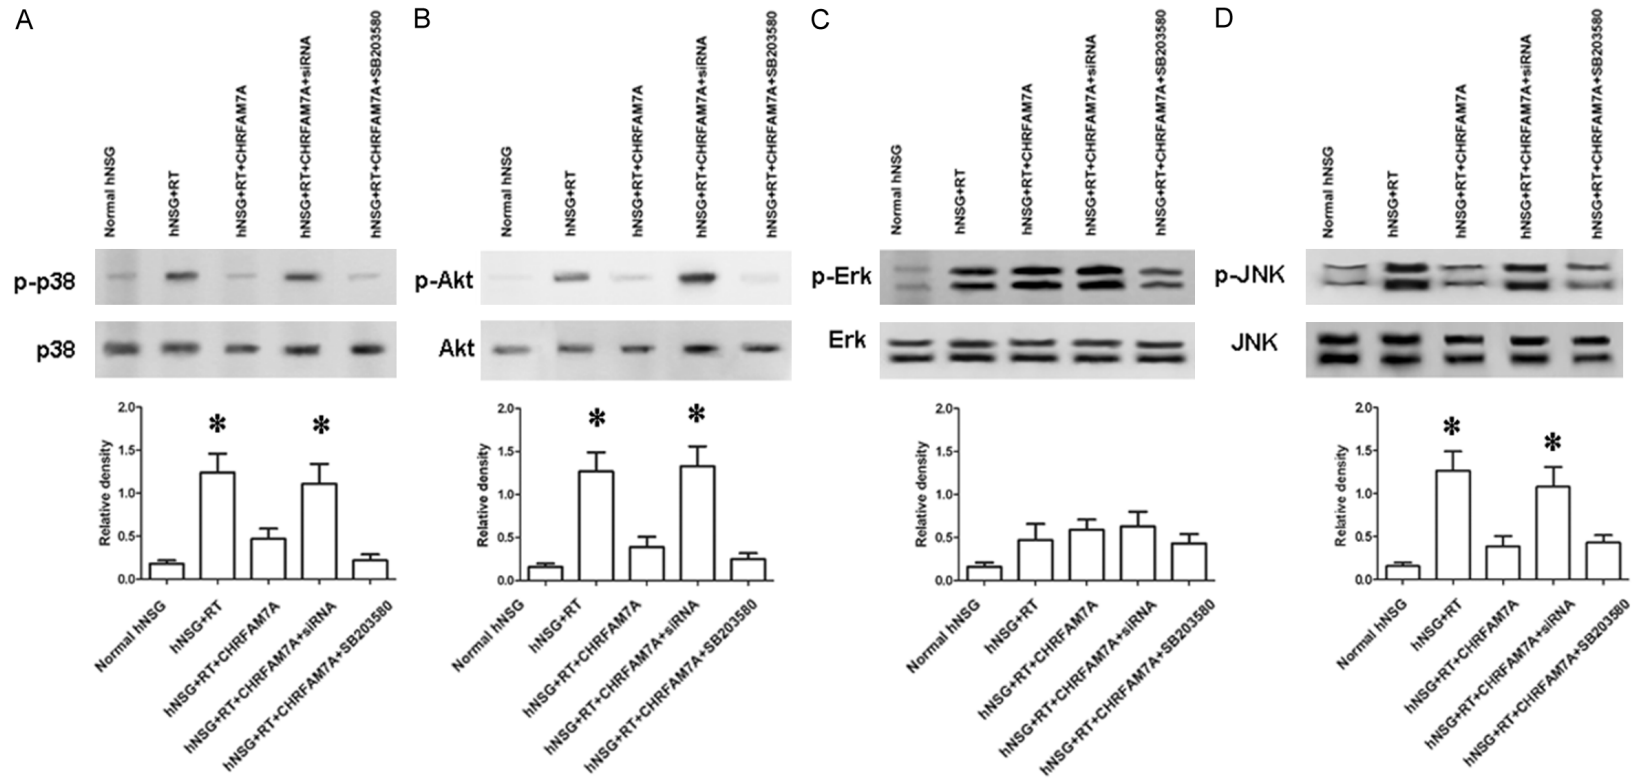 A
Normal hNSG
hNSG+RT
hNSG+RT+CHRFAM7A
hNSG+RT+CHRFAM7A+siRNA
hNSG+RT+CHRFAM7A+SB203580
p-p38
p38
2.0
1.5
1.0
0.5
0.0
Relative density
*
*
Normal hNSG
hNSG+RT
hNSG+RT+CHRFAM7A
hNSG+RT+CHRFAM7A+siRNA
hNSG+RT+CHRFAM7A+SB203580
B
Normal hNSG
hNSG+RT
hNSG+RT+CHRFAM7A
hNSG+RT+CHRFAM7A+siRNA
hNSG+RT+CHRFAM7A+SB203580
p-Akt
Akt
2.0
1.5
1.0
0.5
0.0
Relative density
*
*
Normal hNSG
hNSG+RT
hNSG+RT+CHRFAM7A
hNSG+RT+CHRFAM7A+siRNA
hNSG+RT+CHRFAM7A+SB203580
C
Normal hNSG
hNSG+RT
hNSG+RT+CHRFAM7A
hNSG+RT+CHRFAM7A+siRNA
hNSG+RT+CHRFAM7A+SB203580
p-Erk
Erk
2.0
1.5
1.0
0.5
0.0
Relative density
Normal hNSG
hNSG+RT
hNSG+RT+CHRFAM7A
hNSG+RT+CHRFAM7A+siRNA
hNSG+RT+CHRFAM7A+SB203580
D
Normal hNSG
hNSG+RT
hNSG+RT+CHRFAM7A
hNSG+RT+CHRFAM7A+siRNA
hNSG+RT+CHRFAM7A+SB203580
p-JNK
JNK
2.0
1.5
1.0
0.5
0.0
Relative density
*
*
Normal hNSG
hNSG+RT
hNSG+RT+CHRFAM7A
hNSG+RT+CHRFAM7A+siRNA
hNSG+RT+CHRFAM7A+SB203580